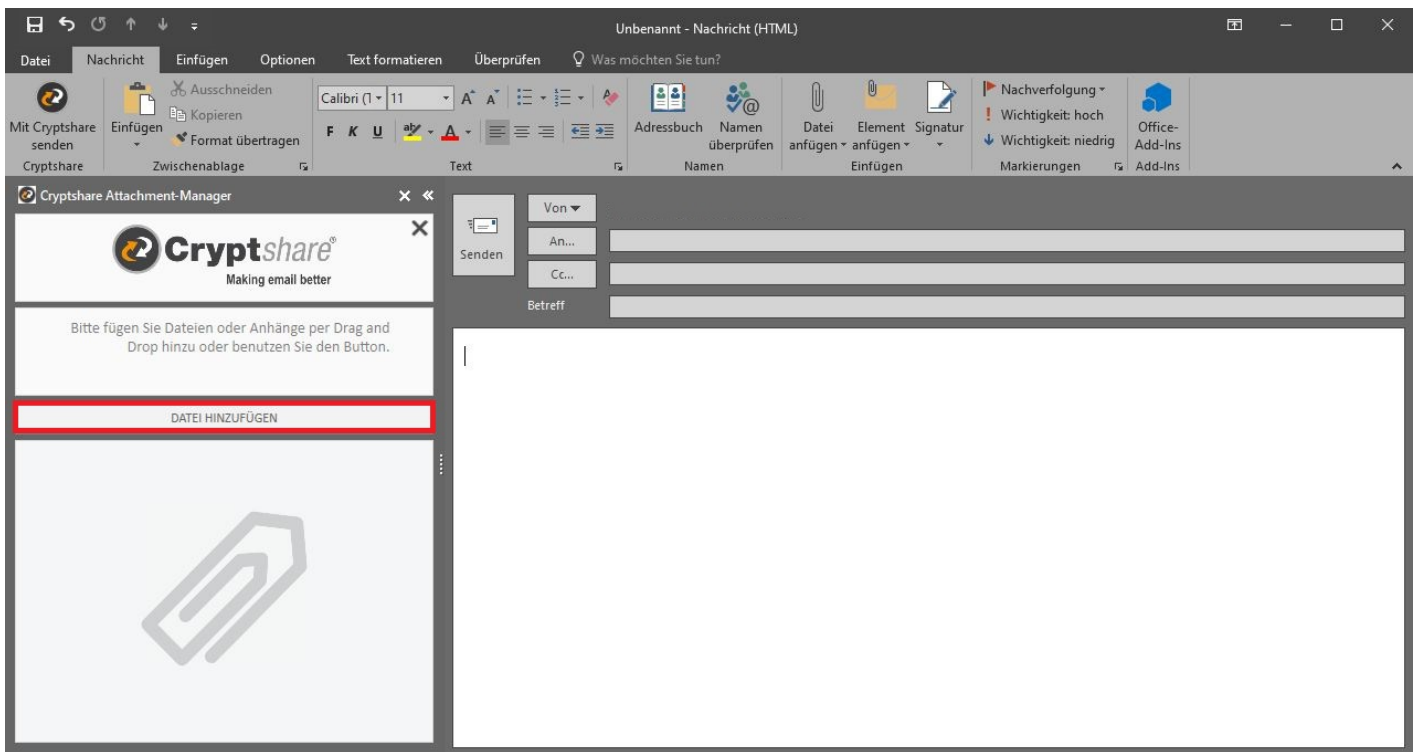 Unbenannt - Nachricht (HTML)
Datei Nachricht Einfügen Optionen Text formatieren Überprüfen Was möchten Sie tun?
Mit Cryptshare senden
Cryptshare
Einfügen
Ausschneiden
Kopieren
Format übertragen
Zwischenablage
Calibri (T 11
F K U
Text
Adressbuch
Namen überprüfen
Namen
Datei anfügen
Element anfügen
Signatur
Einfügen
Nachverfolgung
Wichtigkeit: hoch
Wichtigkeit: niedrig
Markierungen
Office-
Add-Ins
Add-Ins
Cryptshare Attachment-Manager
Cryptshare®
Making email better
Bitte fügen Sie Dateien oder Anhänge per Drag and
Drop hinzu oder benutzen Sie den Button.
DATEI HINZUFÜGEN
Senden
Von
An...
Cc...
Betreff